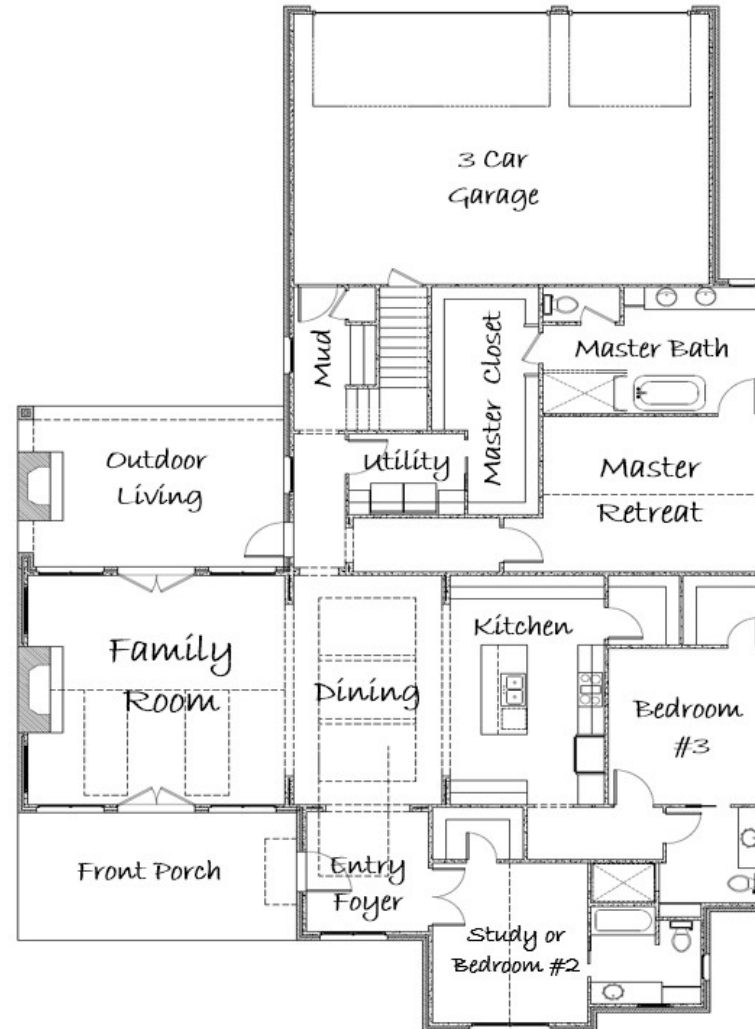 3 Car
Garage
Mud
Master Closet
Master Bath
Outdoor
Living
Utility
Master
Retreat
Family
Room
Dining
Kitchen
Bedroom
#3
Front Porch
Entry
Foyer
Study or
Bedroom #2